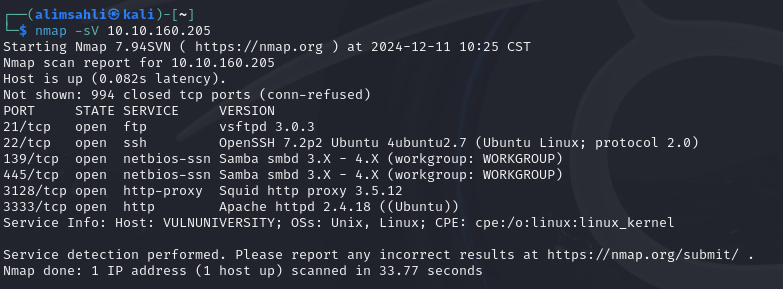 ┌──(alimsahli㉿kali)-[~]
└─$ nmap -sV 10.10.160.205
Starting Nmap 7.94SVN ( https://nmap.org ) at 2024-12-11 10:25 CST
Nmap scan report for 10.10.160.205
Host is up (0.082s latency).
Not shown: 994 closed tcp ports (conn-refused)
PORT     STATE SERVICE     VERSION
21/tcp   open  ftp         vsftpd 3.0.3
22/tcp   open  ssh         OpenSSH 7.2p2 Ubuntu 4ubuntu2.7 (Ubuntu Linux; protocol 2.0)
139/tcp  open  netbios-ssn Samba smbd 3.X - 4.X (workgroup: WORKGROUP)
445/tcp  open  netbios-ssn Samba smbd 3.X - 4.X (workgroup: WORKGROUP)
3128/tcp open  http-proxy  Squid http proxy 3.5.12
3333/tcp open  http        Apache httpd 2.4.18 ((Ubuntu))
Service Info: Host: VULNUNIVERSITY; OSs: Unix, Linux; CPE: cpe:/o:linux:linux_kernel

Service detection performed. Please report any incorrect results at https://nmap.org/submit/ .
Nmap done: 1 IP address (1 host up) scanned in 33.77 seconds